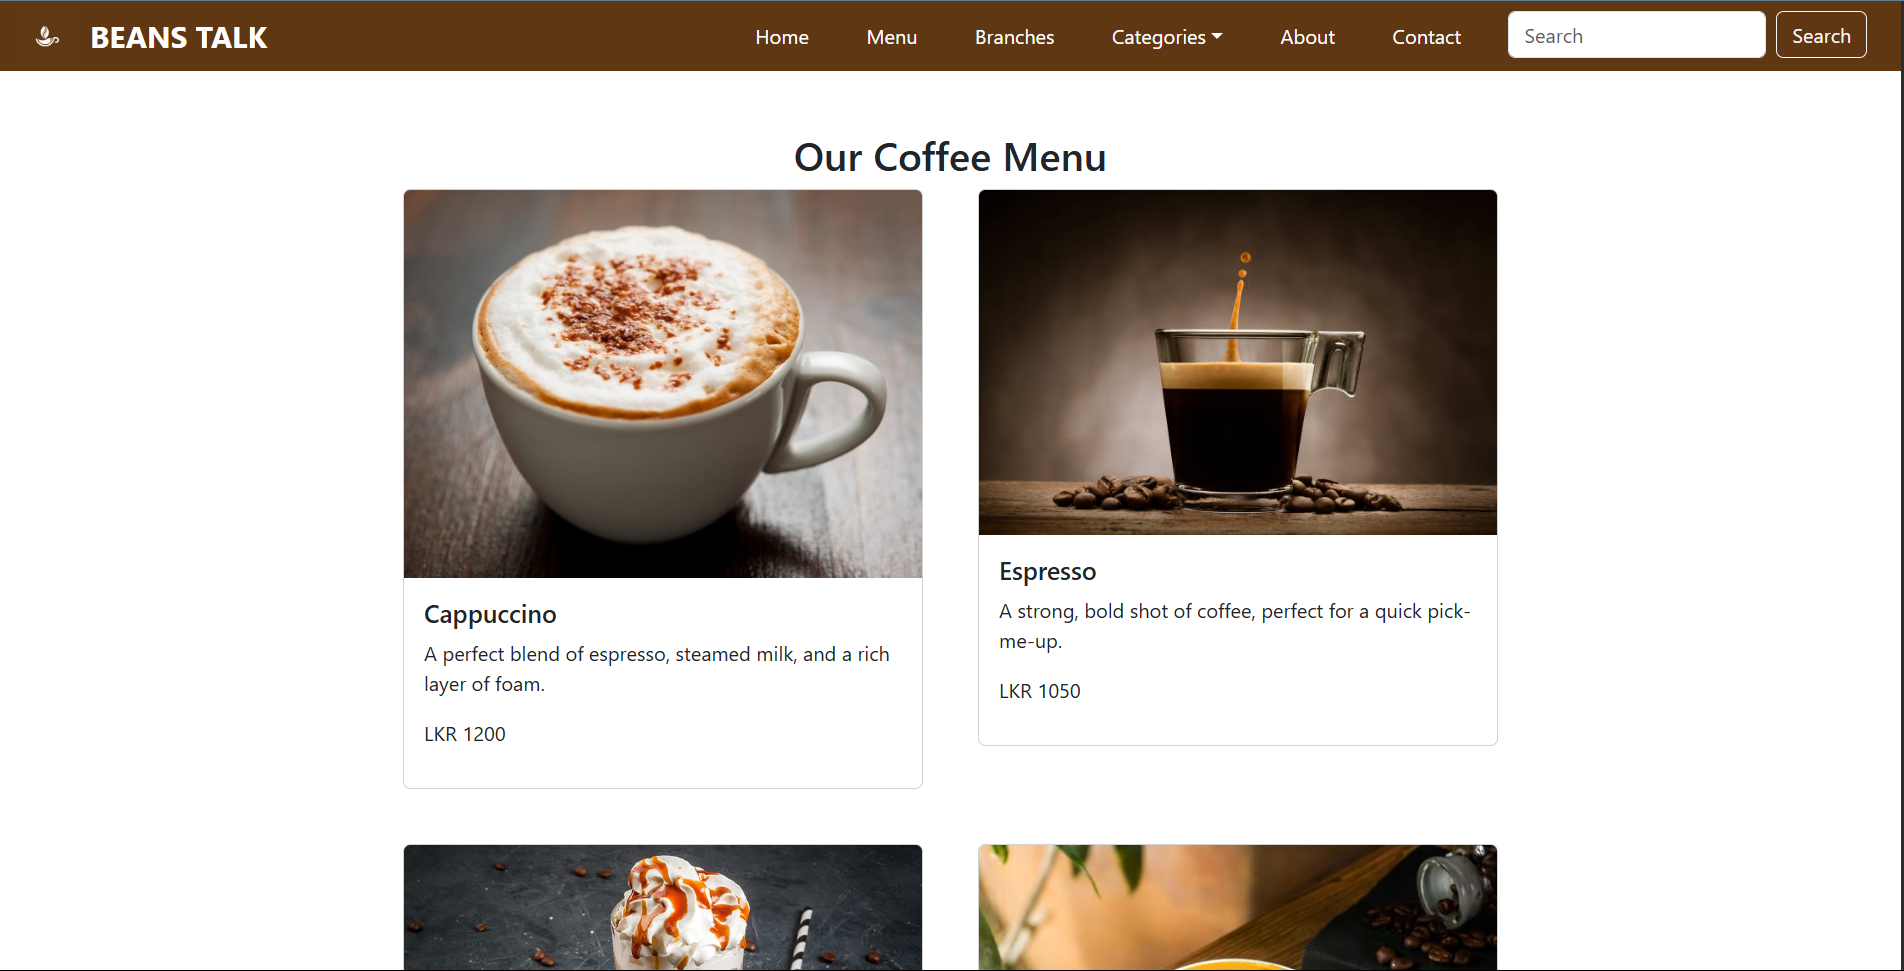 BEANS TALK
Home
Menu
Branches
Categories
About
Contact
Search
Search
Our Coffee Menu
Cappuccino
A perfect blend of espresso, steamed milk, and a rich
layer of foam.
LKR 1200
Espresso
A strong, bold shot of coffee, perfect for a quick pick-
me-up.
LKR 1050